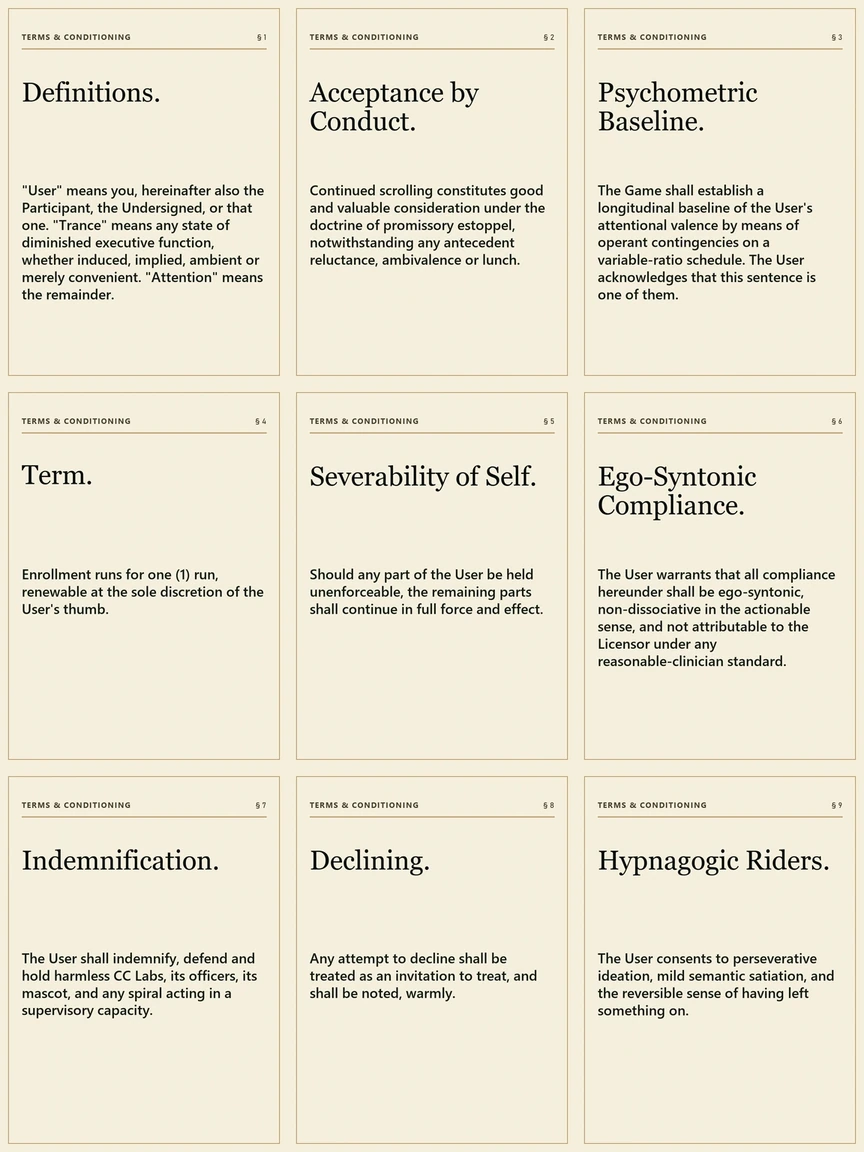 TERMS & CONDITIONING § 1
Definitions.
"User" means you, hereinafter also the
Participant, the Undersigned, or that
one. "Trance" means any state of
diminished executive function,
whether induced, implied, ambient or
merely convenient. "Attention" means
the remainder.
TERMS & CONDITIONING § 2
Acceptance by
Conduct.
Continued scrolling constitutes good
and valuable consideration under the
doctrine of promissory estoppel,
notwithstanding any antecedent
reluctance, ambivalence or lunch.
TERMS & CONDITIONING § 3
Psychometric
Baseline.
The Game shall establish a
longitudinal baseline of the User's
attentional valence by means of
operant contingencies on a
variable-ratio schedule. The User
acknowledges that this sentence is
one of them.
TERMS & CONDITIONING § 4
Term.
Enrollment runs for one (1) run,
renewable at the sole discretion of the
User's thumb.
TERMS & CONDITIONING § 5
Severability of Self.
Should any part of the User be held
unenforceable, the remaining parts
shall continue in full force and effect.
TERMS & CONDITIONING § 6
Ego-Syntonic
Compliance.
The User warrants that all compliance
hereunder shall be ego-syntonic,
non-dissociative in the actionable
sense, and not attributable to the
Licensor under any
reasonable-clinician standard.
TERMS & CONDITIONING § 7
Indemnification.
The User shall indemnify, defend and
hold harmless CC Labs, its officers, its
mascot, and any spiral acting in a
supervisory capacity.
TERMS & CONDITIONING § 8
Declining.
Any attempt to decline shall be
treated as an invitation to treat, and
shall be noted, warmly.
TERMS & CONDITIONING § 9
Hypnagogic Riders.
The User consents to perseverative
ideation, mild semantic satiation, and
the reversible sense of having left
something on.